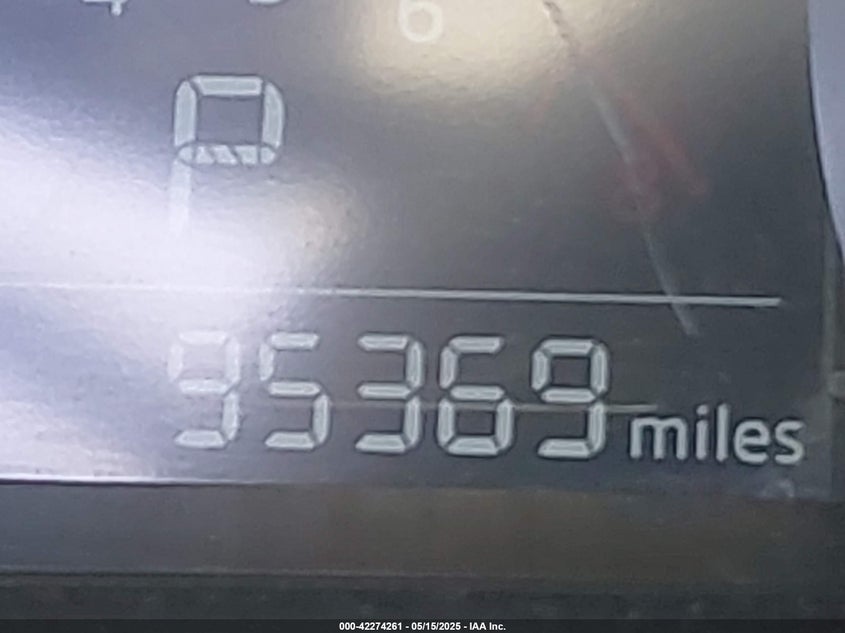 6
P
95369 miles
000-42274261 - 05/15/2025 - IAA Inc.